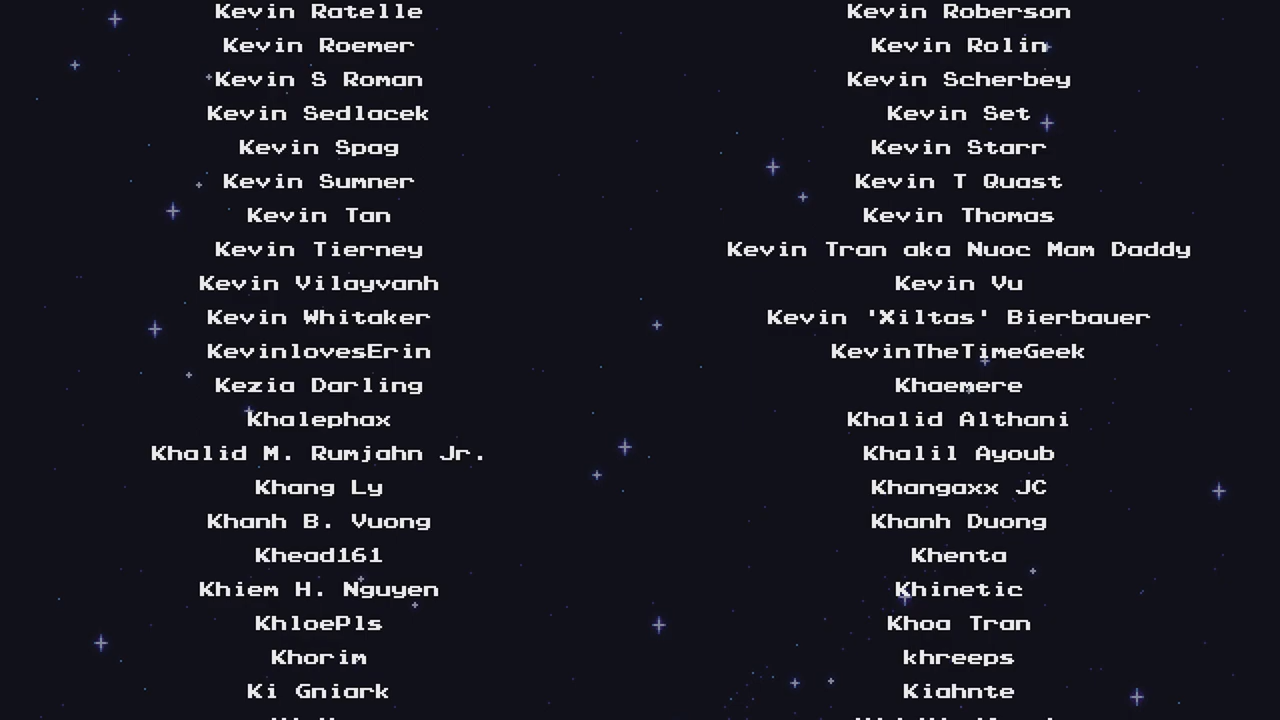 Kevin Ratelle
Kevin Roberson
Kevin Roemer
Kevin Rolin
Kevin S Roman
Kevin Scherbey
Kevin Sedlacek
Kevin Set
Kevin Spag
Kevin Starr
Kevin Sumner
Kevin T Quast
Kevin Tan
Kevin Thomas
Kevin Tierney
Kevin Tran aka Nuoc Mam Daddy
Kevin Vilayvanh
Kevin Vu
Kevin Whitaker
Kevin 'Xiltas' Bierbauer
KevinlovesErin
KevinTheTimeGeek
Kezia Darling
Khaemere
Khalephax
Khalid Althani
Khalid M. Rumjahn Jr.
Khalil Ayoub
Khang Ly
Khangaxx JC
Khanh B. Vuong
Khanh Duong
Khead161
Khenta
Khiem H. Nguyen
Khinetic
KhloePls
Khoa Tran
Khorim
khreeps
Ki Gniark
Kiahnte